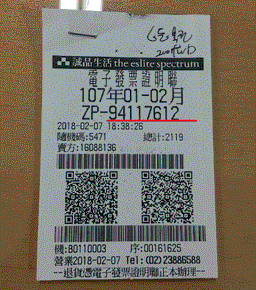 誠品生活 the eslite spectrum
電子發票證明聯
107年01-02月
ZP-94117612
2018-02-07 18:38:26
隨機碼:5471 總計:2119
賣方:16088136
機:B0110003 序:00161625
營業2018-02-07 Tel:(02)23886588
--退貨憑電子發票證明聯正本辦理--